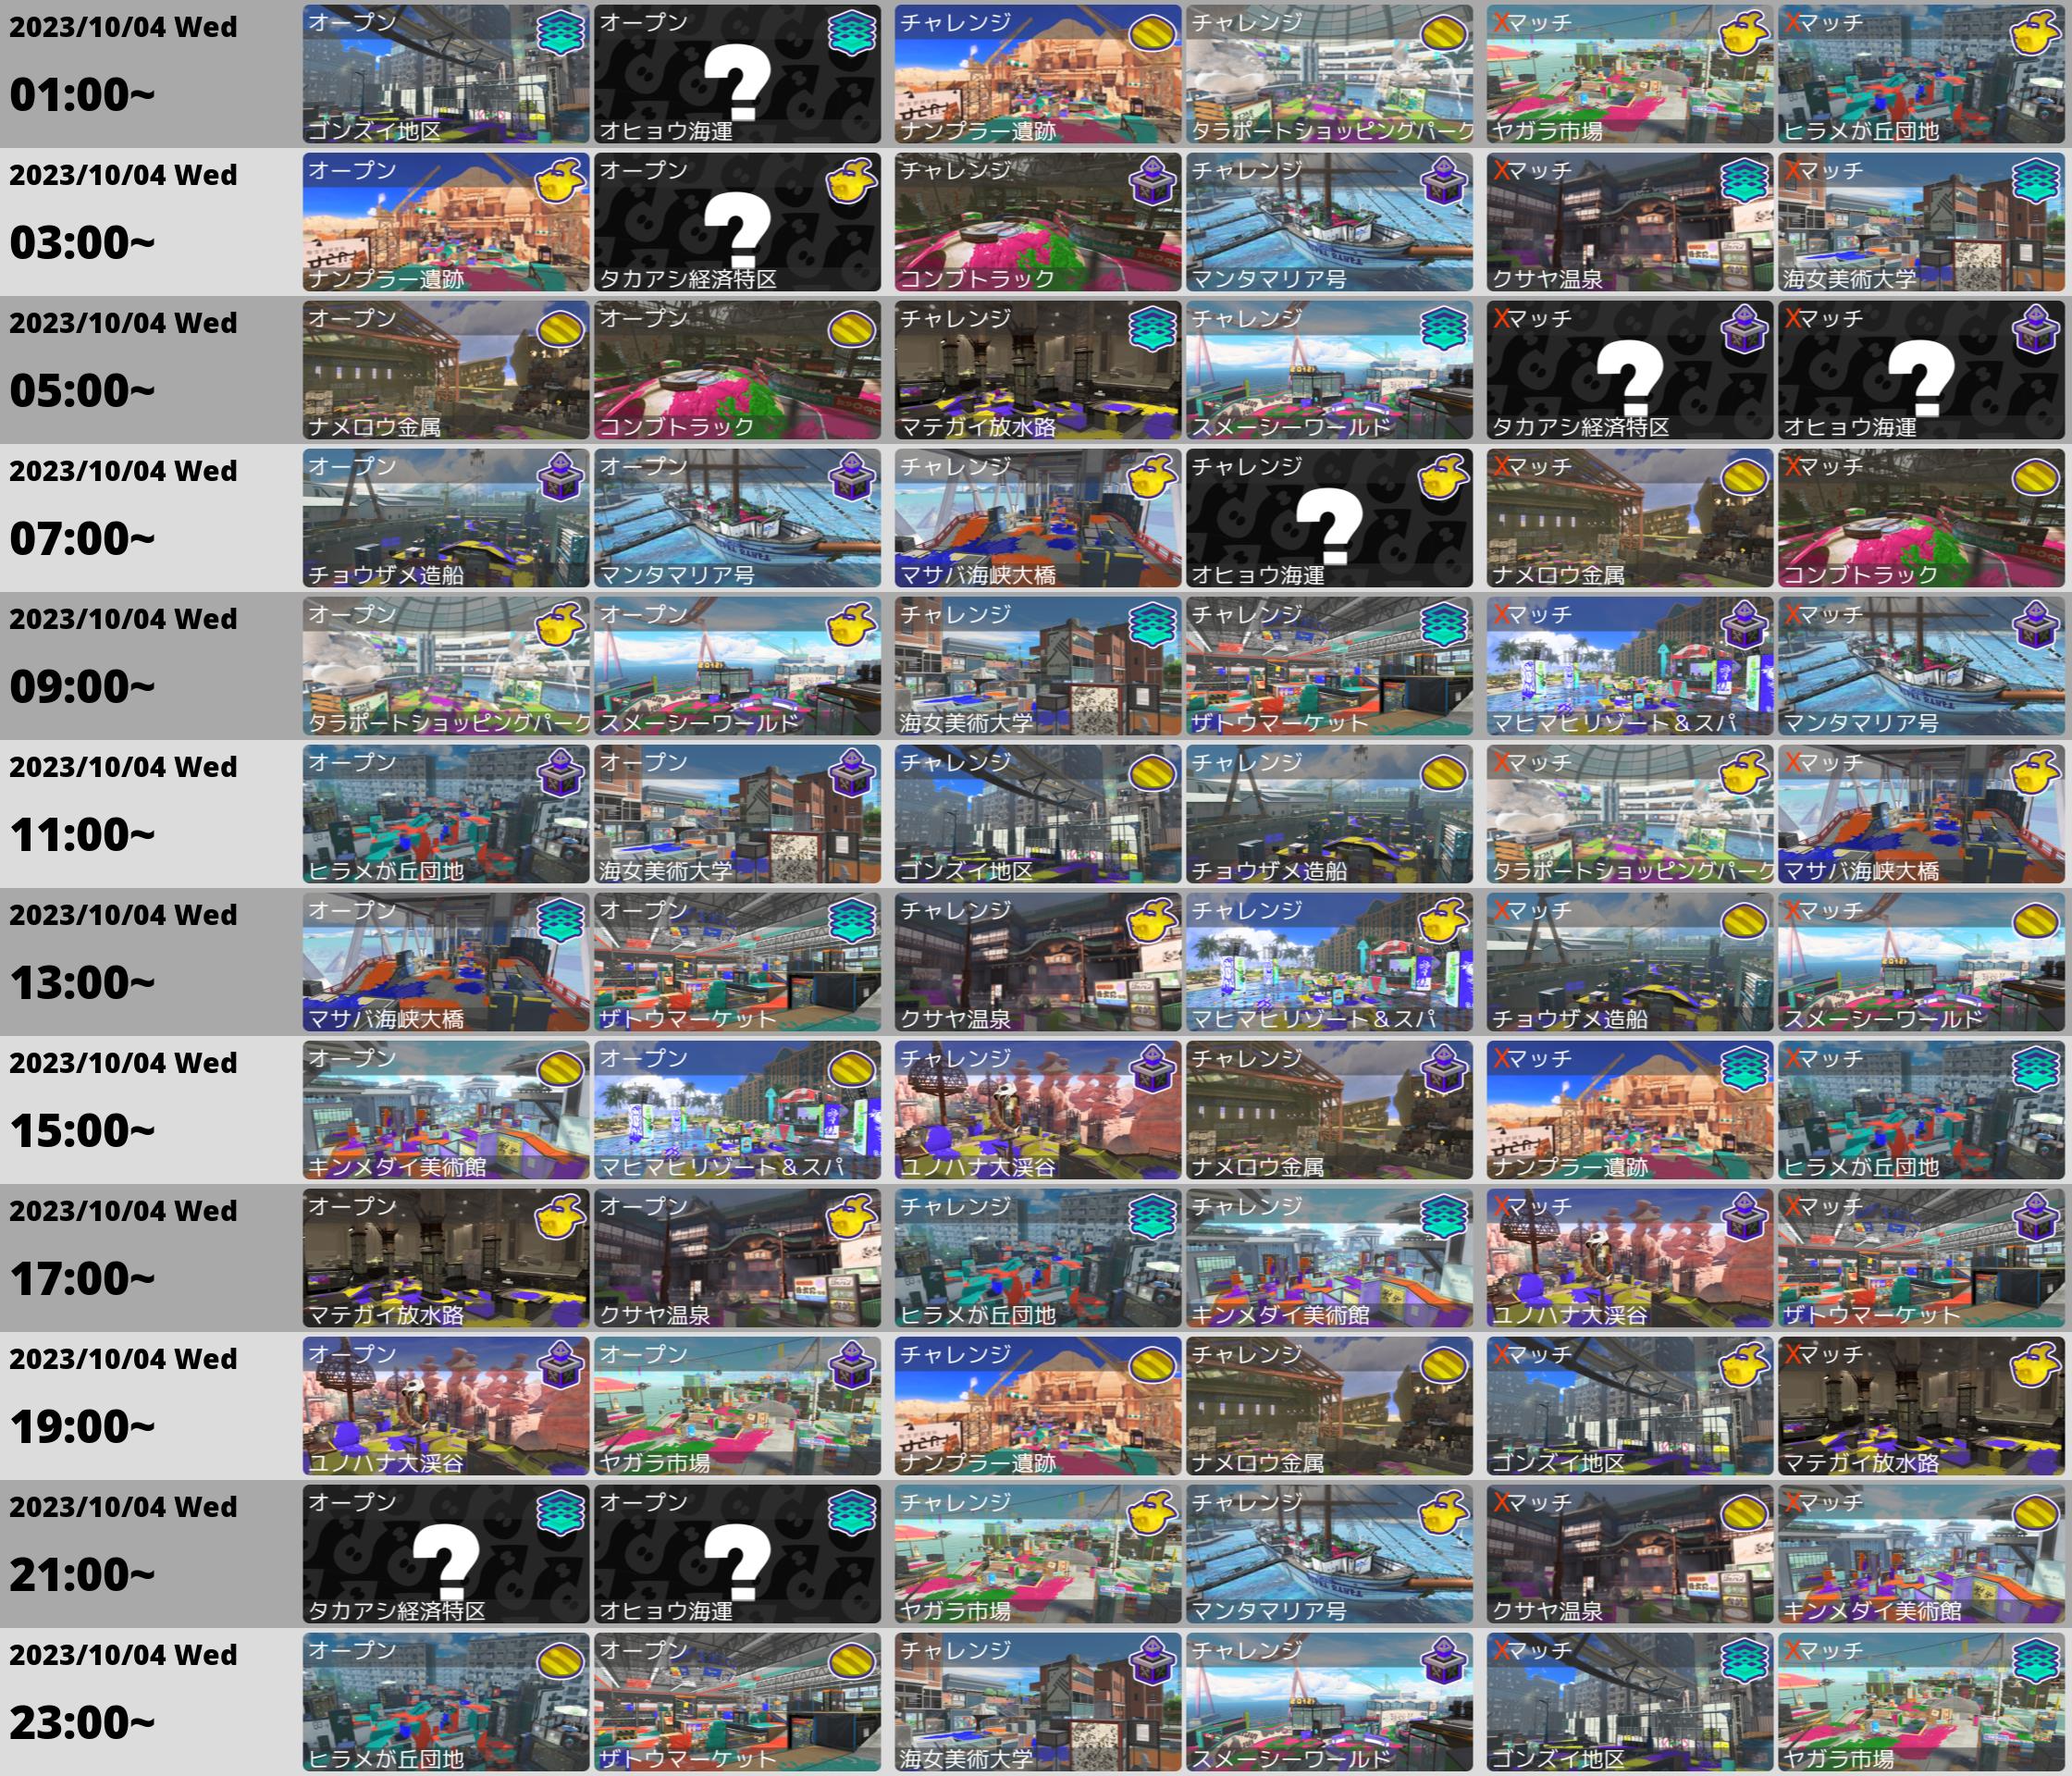 2023/10/04 Wed
01:00~
オープン
ゴンズイ地区
オープン
?
オヒョウ海運
チャレンジ
ナンプラー遺跡
チャレンジ
タラポートショッピングパーク
Xマッチ
ヤガラ市場
Xマッチ
ヒラメが丘団地
2023/10/04 Wed
03:00~
オープン
ナンプラー遺跡
オープン
?
タカアシ経済特区
チャレンジ
コンブトラック
チャレンジ
マンタマリア号
Xマッチ
クサヤ温泉
Xマッチ
海女美術大学
2023/10/04 Wed
05:00~
オープン
ナメロウ金属
オープン
コンブトラック
チャレンジ
マテガイ放水路
チャレンジ
スメーシーワールド
Xマッチ
?
タカアシ経済特区
Xマッチ
?
オヒョウ海運
2023/10/04 Wed
07:00~
オープン
チョウザメ造船
オープン
マンタマリア号
チャレンジ
マサバ海峡大橋
チャレンジ
?
オヒョウ海運
Xマッチ
ナメロウ金属
Xマッチ
コンブトラック
2023/10/04 Wed
09:00~
オープン
タラポートショッピングパーク
オープン
スメーシーワールド
チャレンジ
海女美術大学
チャレンジ
ザトウマーケット
Xマッチ
マヒマヒリゾート＆スパ
Xマッチ
マンタマリア号
2023/10/04 Wed
11:00~
オープン
ヒラメが丘団地
オープン
海女美術大学
チャレンジ
ゴンズイ地区
チャレンジ
チョウザメ造船
Xマッチ
タラポートショッピングパーク
Xマッチ
マサバ海峡大橋
2023/10/04 Wed
13:00~
オープン
マサバ海峡大橋
オープン
ザトウマーケット
チャレンジ
クサヤ温泉
チャレンジ
マヒマヒリゾート＆スパ
Xマッチ
チョウザメ造船
Xマッチ
スメーシーワールド
2023/10/04 Wed
15:00~
オープン
キンメダイ美術館
オープン
マヒマヒリゾート＆スパ
チャレンジ
ユノハナ大渓谷
チャレンジ
ナメロウ金属
Xマッチ
ナンプラー遺跡
Xマッチ
ヒラメが丘団地
2023/10/04 Wed
17:00~
オープン
マテガイ放水路
オープン
クサヤ温泉
チャレンジ
ヒラメが丘団地
チャレンジ
キンメダイ美術館
Xマッチ
ユノハナ大渓谷
Xマッチ
ザトウマーケット
2023/10/04 Wed
19:00~
オープン
ユノハナ大渓谷
オープン
ヤガラ市場
チャレンジ
ナンプラー遺跡
チャレンジ
ナメロウ金属
Xマッチ
ゴンズイ地区
Xマッチ
マテガイ放水路
2023/10/04 Wed
21:00~
オープン
?
タカアシ経済特区
オープン
?
オヒョウ海運
チャレンジ
ヤガラ市場
チャレンジ
マンタマリア号
Xマッチ
クサヤ温泉
Xマッチ
キンメダイ美術館
2023/10/04 Wed
23:00~
オープン
ヒラメが丘団地
オープン
ザトウマーケット
チャレンジ
海女美術大学
チャレンジ
スメーシーワールド
Xマッチ
ゴンズイ地区
Xマッチ
ヤガラ市場